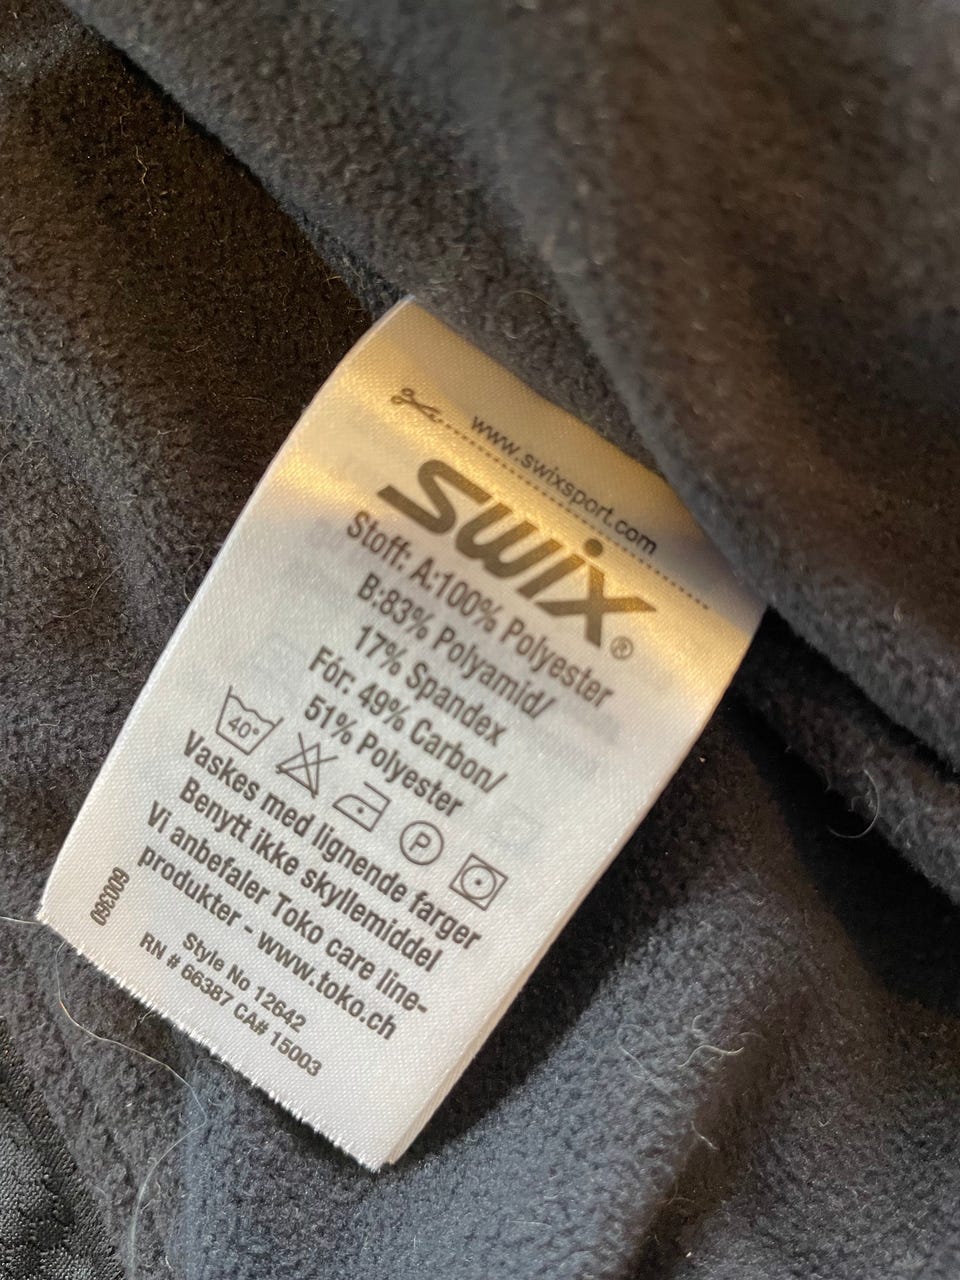 www.swixsport.com
Swix®
Stoff: A:100% Polyester
B:83% Polyamid/
17% Spandex
Fór: 49% Carbon/
51% Polyester
40°
P
Vaskes med lignende farger
Benytt ikke skyllemiddel
Vi anbefaler Toko care line-
produkter - www.toko.ch
Style No 12642
RN # 66387 CA# 15003